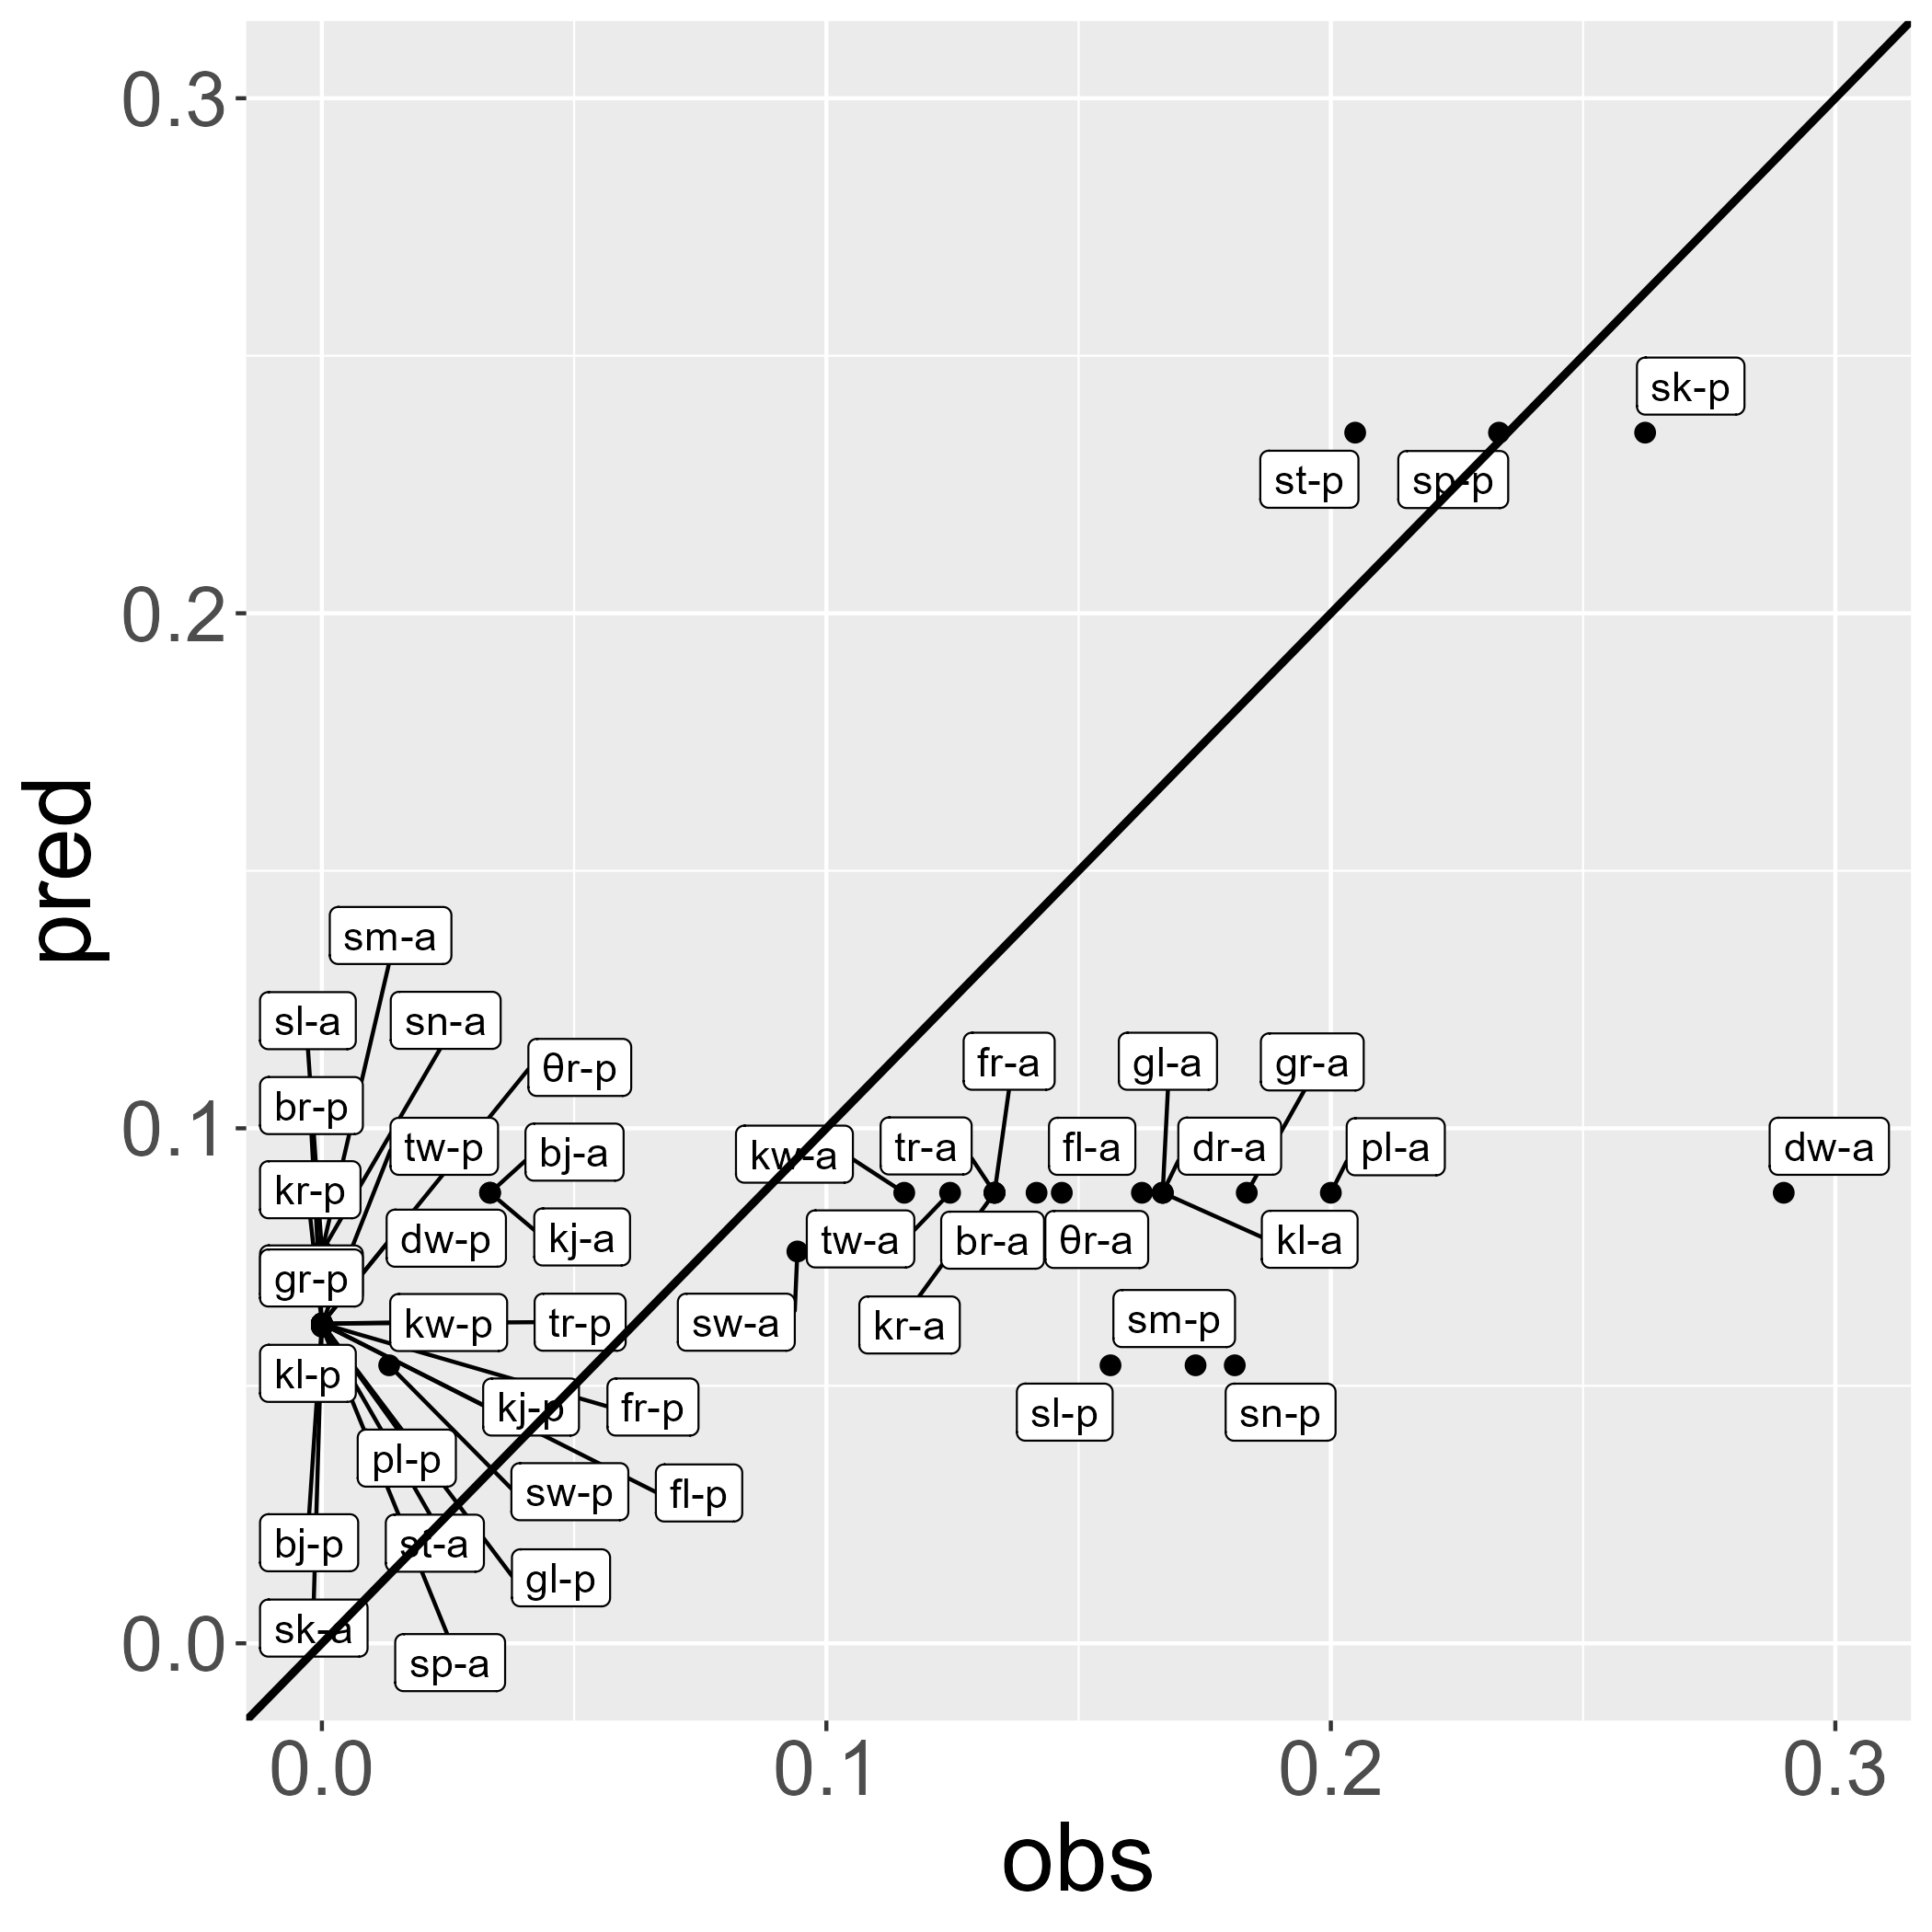 0.3
sk-p
st-p
sp-p
0.2
pred
sm-a
sl-a
sn-a
θr-p
fr-a
gl-a
gr-a
br-p
0.1
tw-p
bj-a
kw-a
tr-a
fl-a
dr-a
pl-a
dw-a
kr-p
dw-p
kj-a
tw-a
br-a
θr-a
kl-a
gr-p
kw-p
tr-p
sw-a
kr-a
sm-p
kl-p
kj-p
fr-p
sl-p
sn-p
pl-p
sw-p
fl-p
bj-p
st-a
gl-p
sk-a
0.0
sp-a
0.0
0.1
0.2
0.3
obs